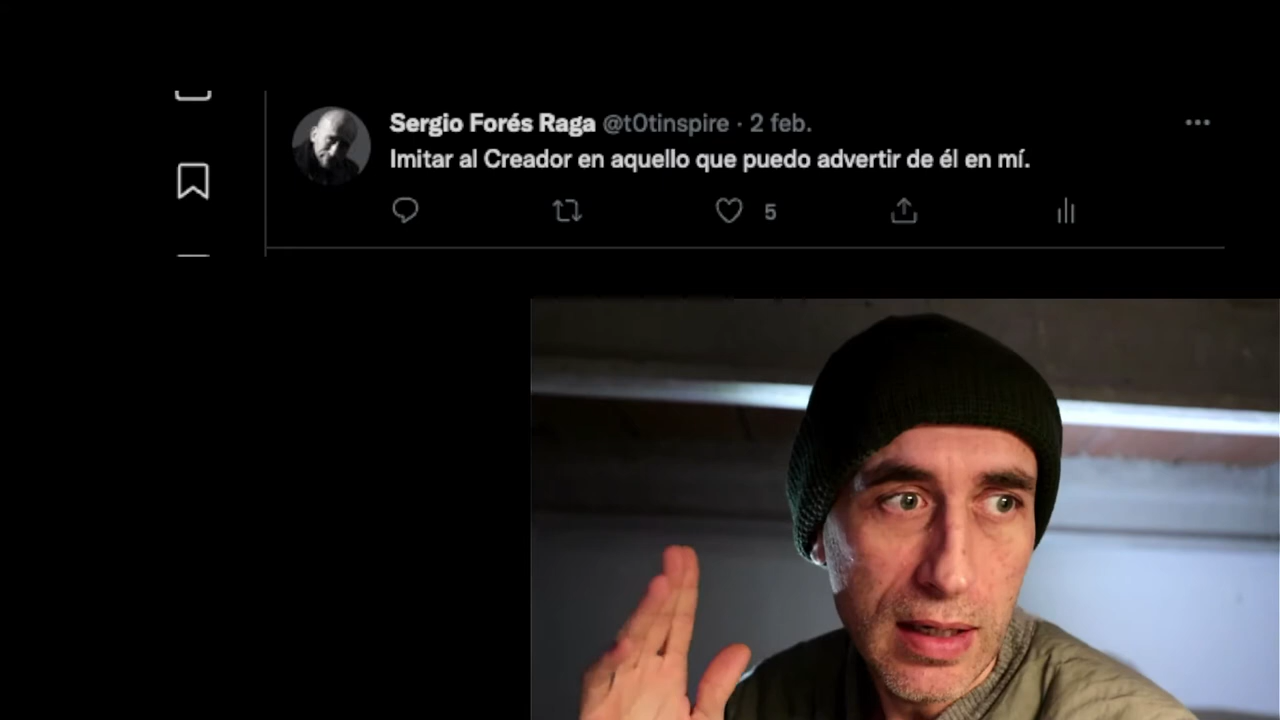 Sergio Forés Raga @t0tinspire · 2 feb.
Imitar al Creador en aquello que puedo advertir de él en mí.
5